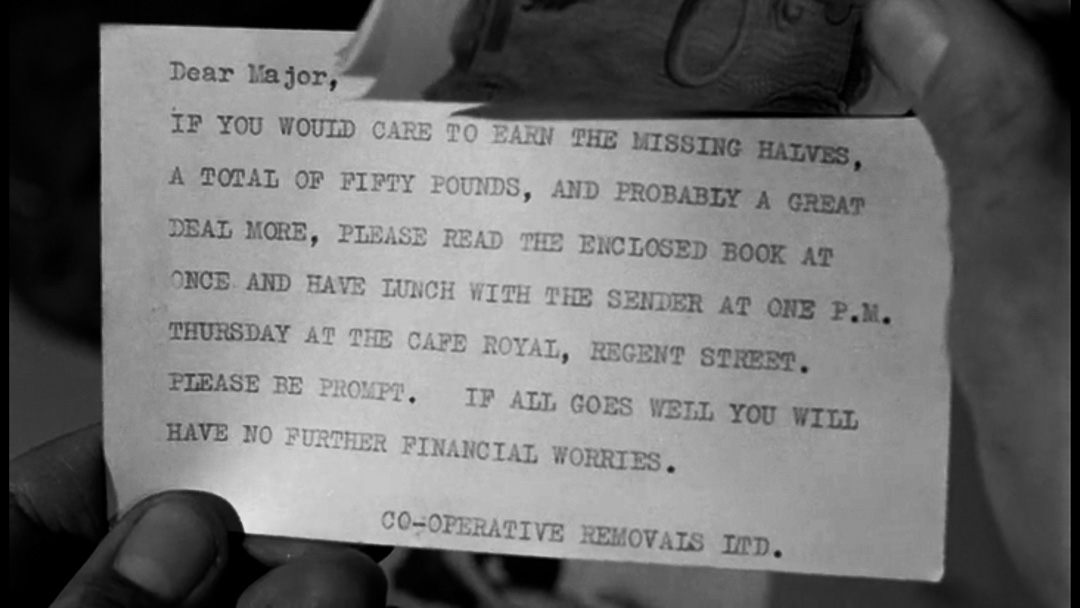 Dear Major,
IF YOU WOULD CARE TO EARN THE MISSING HALVES,
A TOTAL OF FIFTY POUNDS, AND PROBABLY A GREAT
DEAL MORE, PLEASE READ THE ENCLOSED BOOK AT
ONCE AND HAVE LUNCH WITH THE SENDER AT ONE P.M.
THURSDAY AT THE CAFE ROYAL, REGENT STREET.
PLEASE BE PROMPT. IF ALL GOES WELL YOU WILL
HAVE NO FURTHER FINANCIAL WORRIES.
CO-OPERATIVE REMOVALS LTD.